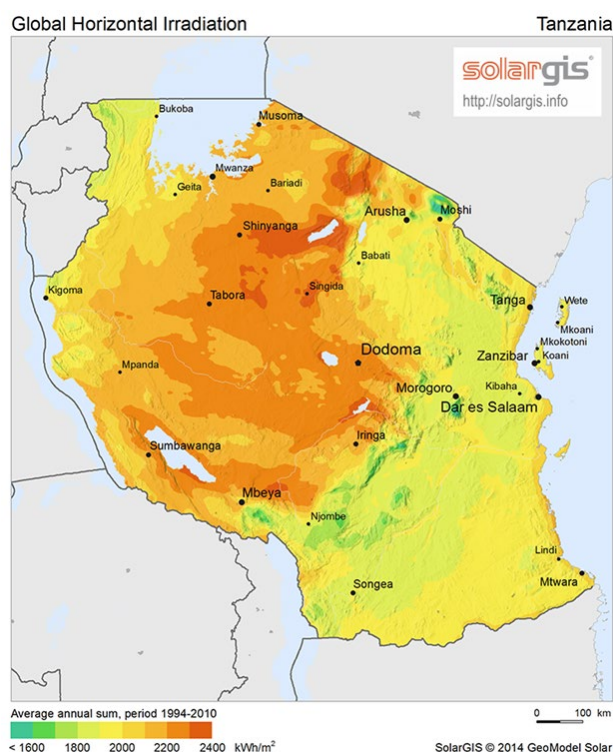 Global Horizontal Irradiation
Tanzania
solargis
http://solargis.info
Bukoba
Musoma
Mwanza
Geita
Bariadi
Arusha
Moshi
Shinyanga
Babati
Kigoma
Singida
Tabora
Tanga
Wete
Mkoani
Mkokotoni
Dodoma
Zanzibar
Koani
Mpanda
Morogoro
Kibaha
Dar es Salaam
Iringa
Sumbawanga
Mbeya
Njombe
Lindi
Mtwara
Songea
Average annual sum, period 1994-2010
0 100 km
< 1600 1800 2000 2200 2400 kWh/m²
SolarGIS © 2014 GeoModel Solar